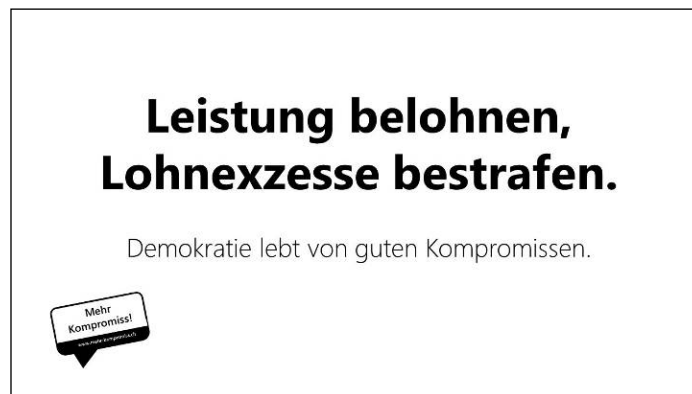 Leistung belohnen,
Lohnexzesse bestrafen.
Demokratie lebt von guten Kompromissen.
Mehr
Kompromiss!